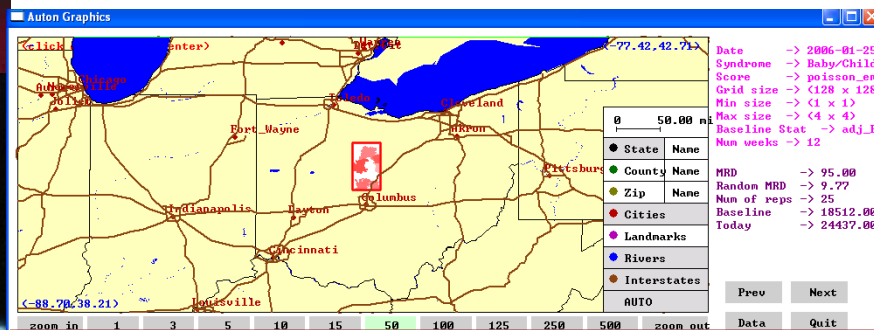 Auton Graphics
(click
enter)
(-77.42,42.71)
Warren
Detroit
Chicago
Joliet
Toledo
Cleveland
Akron
Fort_Wayne
Pittsburg
Columbus
Indianapolis
Dayton
Cincinnati
Louisville
(-88.70,38.21)
0 50.00 mi
State Name
County Name
Zip Name
Cities
Landmarks
Rivers
Interstates
AUTO
Date -> 2006-01-25
Syndrome -> Baby/Child
Score -> poisson_em
Grid size -> (128 x 128
Min size -> (1 x 1)
Max size -> (4 x 4)
Baseline Stat -> adj_
Num weeks -> 12
MRD -> 95.00
Random MRD -> 9.77
Num of reps -> 25
Baseline -> 18512.00
Today -> 24437.00
Prev Next
Data Quit
zoom in 1 3 5 10 15 50 100 125 250 500 zoom out